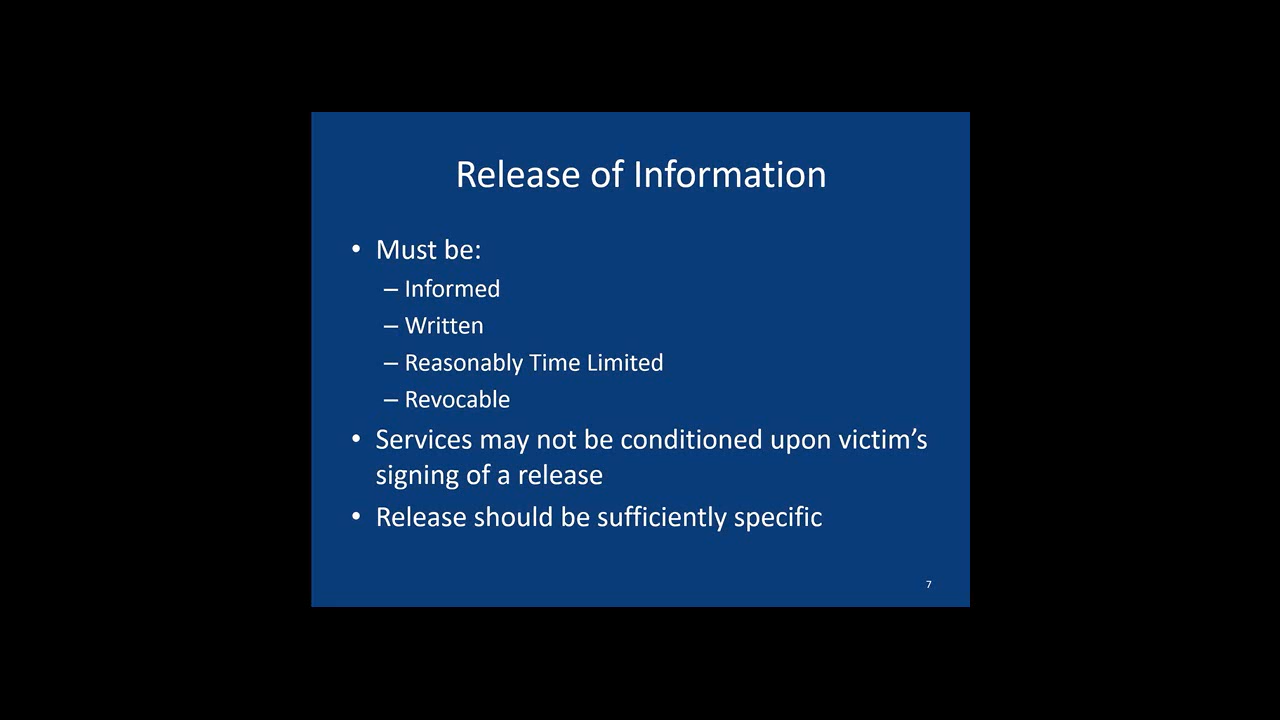 Release of Information
• Must be:
– Informed
– Written
– Reasonably Time Limited
– Revocable
• Services may not be conditioned upon victim’s
signing of a release
• Release should be sufficiently specific
7